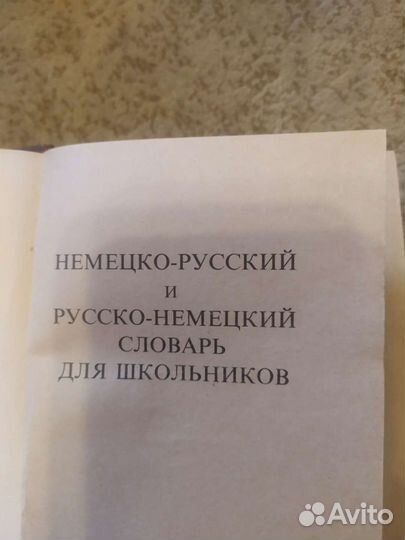 НЕМЕЦКО-РУССКИЙ
И
РУССКО-НЕМЕЦКИЙ
СЛОВАРЬ
ДЛЯ ШКОЛЬНИКОВ
Avito